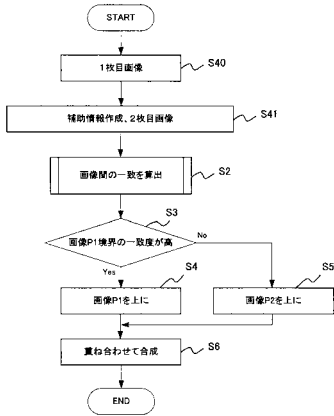 START
1枚目画像
S40
補助情報作成、2枚目画像
S41
画像間の一致を算出
S2
S3
画像P1境界の一致度が高
No
Yes
S4
S5
画像P1を上に
画像P2を上に
重ね合わせて合成
S6
END